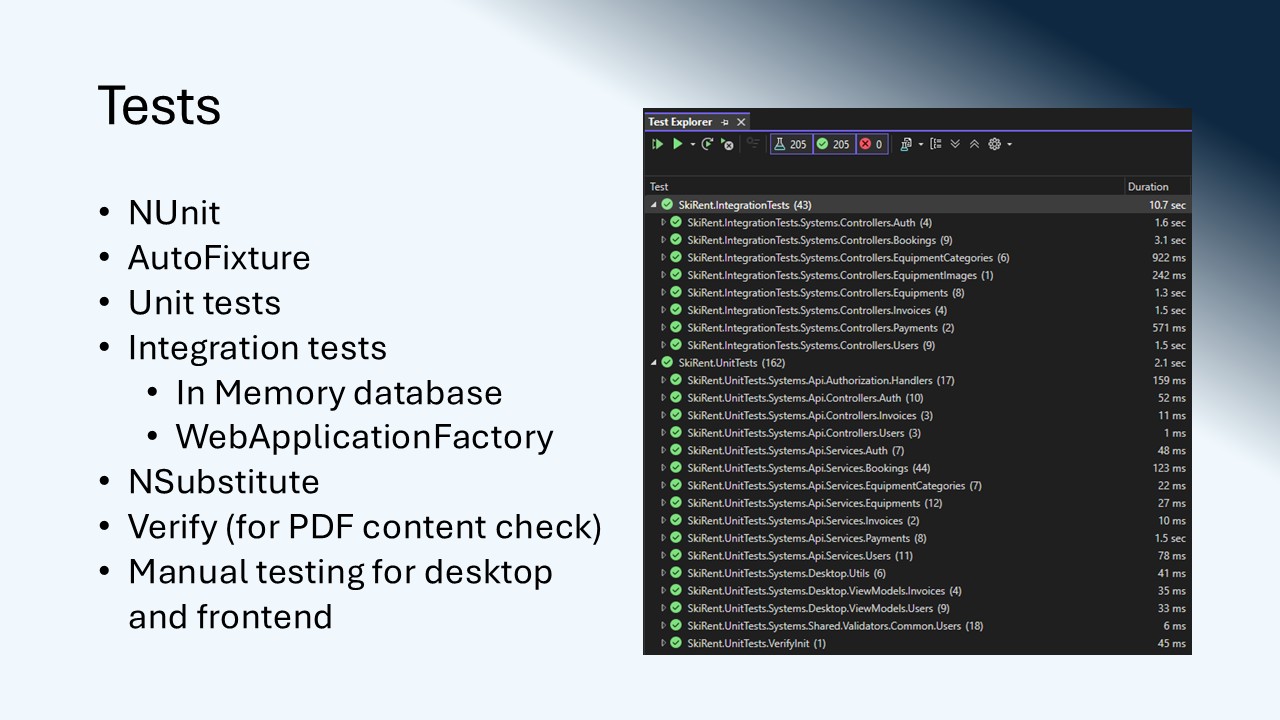 Tests
• NUnit
• AutoFixture
• Unit tests
• Integration tests
• In Memory database
• WebApplicationFactory
• NSubstitute
• Verify (for PDF content check)
• Manual testing for desktop
and frontend
Test Explorer
205 205 0
Test Duration
SkiRent.IntegrationTests (43) 10.7 sec
SkiRent.IntegrationTests.Systems.Controllers.Auth (4) 1.6 sec
SkiRent.IntegrationTests.Systems.Controllers.Bookings (9) 3.1 sec
SkiRent.IntegrationTests.Systems.Controllers.EquipmentCategories (6) 922 ms
SkiRent.IntegrationTests.Systems.Controllers.EquipmentImages (1) 242 ms
SkiRent.IntegrationTests.Systems.Controllers.Equipments (8) 1.3 sec
SkiRent.IntegrationTests.Systems.Controllers.Invoices (4) 1.5 sec
SkiRent.IntegrationTests.Systems.Controllers.Payments (2) 571 ms
SkiRent.IntegrationTests.Systems.Controllers.Users (9) 1.5 sec
SkiRent.UnitTests (162) 2.1 sec
SkiRent.UnitTests.Systems.Api.Authorization.Handlers (17) 159 ms
SkiRent.UnitTests.Systems.Api.Controllers.Auth (10) 52 ms
SkiRent.UnitTests.Systems.Api.Controllers.Invoices (3) 11 ms
SkiRent.UnitTests.Systems.Api.Controllers.Users (3) 1 ms
SkiRent.UnitTests.Systems.Api.Services.Auth (7) 48 ms
SkiRent.UnitTests.Systems.Api.Services.Bookings (44) 123 ms
SkiRent.UnitTests.Systems.Api.Services.EquipmentCategories (7) 22 ms
SkiRent.UnitTests.Systems.Api.Services.Equipments (12) 27 ms
SkiRent.UnitTests.Systems.Api.Services.Invoices (2) 10 ms
SkiRent.UnitTests.Systems.Api.Services.Payments (8) 1.5 sec
SkiRent.UnitTests.Systems.Api.Services.Users (11) 78 ms
SkiRent.UnitTests.Systems.Desktop.Utils (6) 41 ms
SkiRent.UnitTests.Systems.Desktop.ViewModels.Invoices (4) 35 ms
SkiRent.UnitTests.Systems.Desktop.ViewModels.Users (9) 33 ms
SkiRent.UnitTests.Systems.Shared.Validators.Common.Users (18) 6 ms
SkiRent.UnitTests.VerifyInit (1) 45 ms